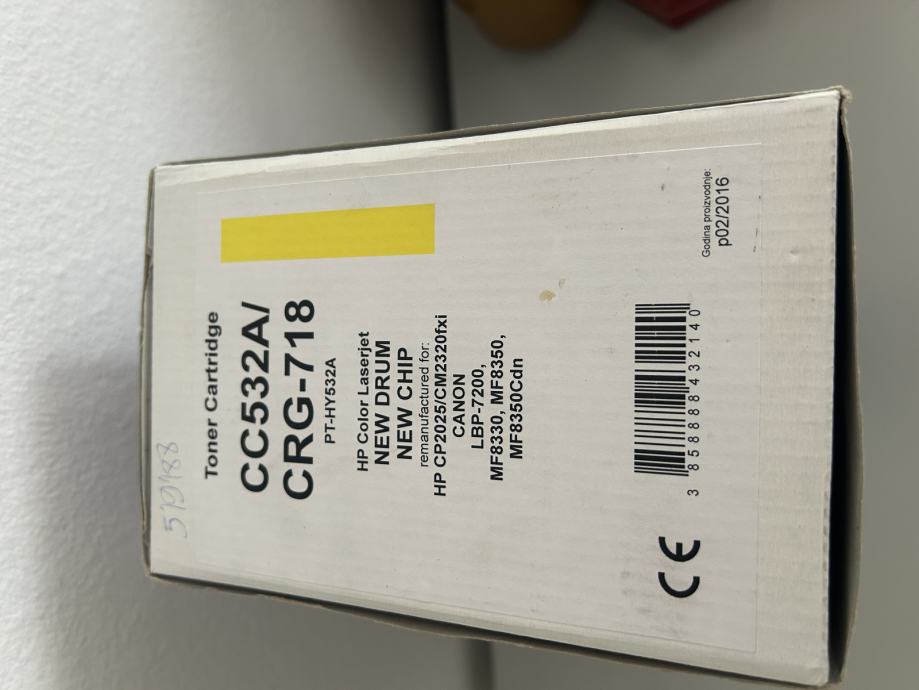 519188
Toner Cartridge
CC532A/
CRG-718
PT-HY532A
HP Color Laserjet
NEW DRUM
NEW CHIP
remanufactured for:
HP CP2025/CM2320fxi
CANON
LBP-7200,
MF8330, MF8350,
MF8350Cdn
CE
3 858888 432140
Godina proizvodnje:
p02/2016